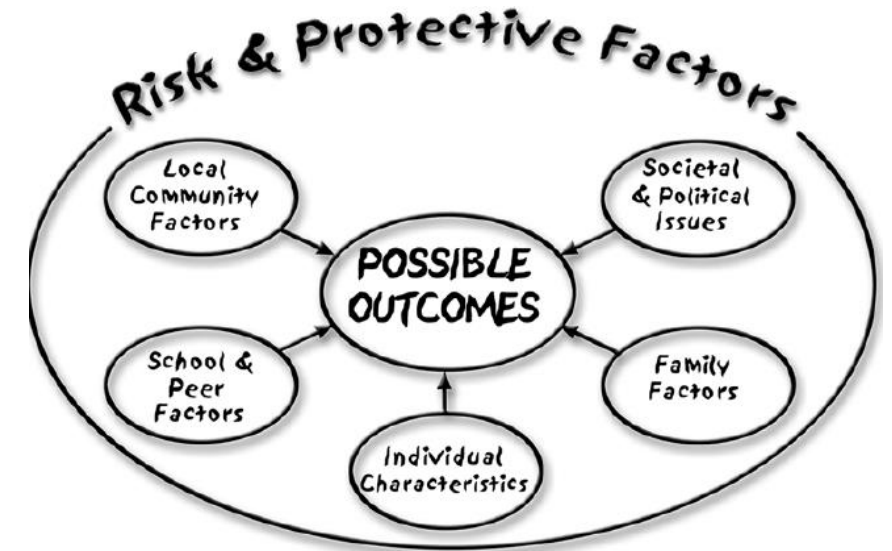 Risk & Protective Factors
Local
Community
Factors
Societal
& Political
Issues
POSSIBLE
OUTCOMES
School &
Peer
Factors
Family
Factors
Individual
Characteristics